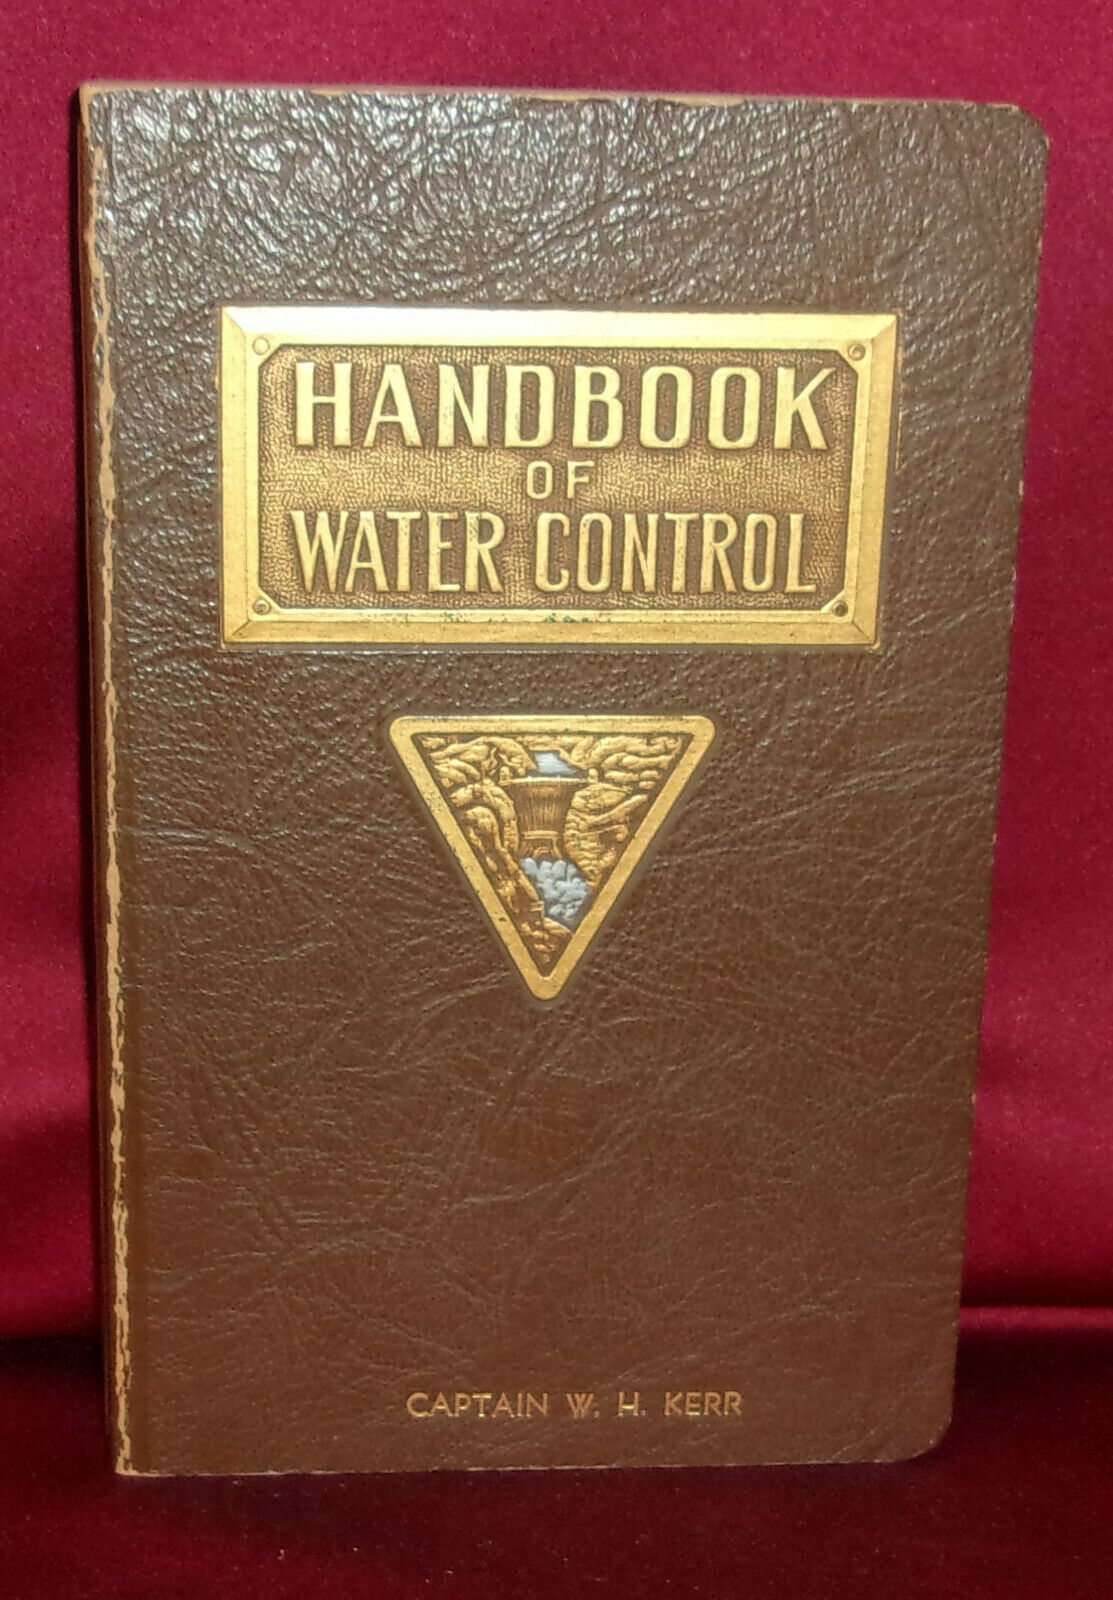 HANDBOOK
OF
WATER CONTROL
CAPTAIN W. H. KERR